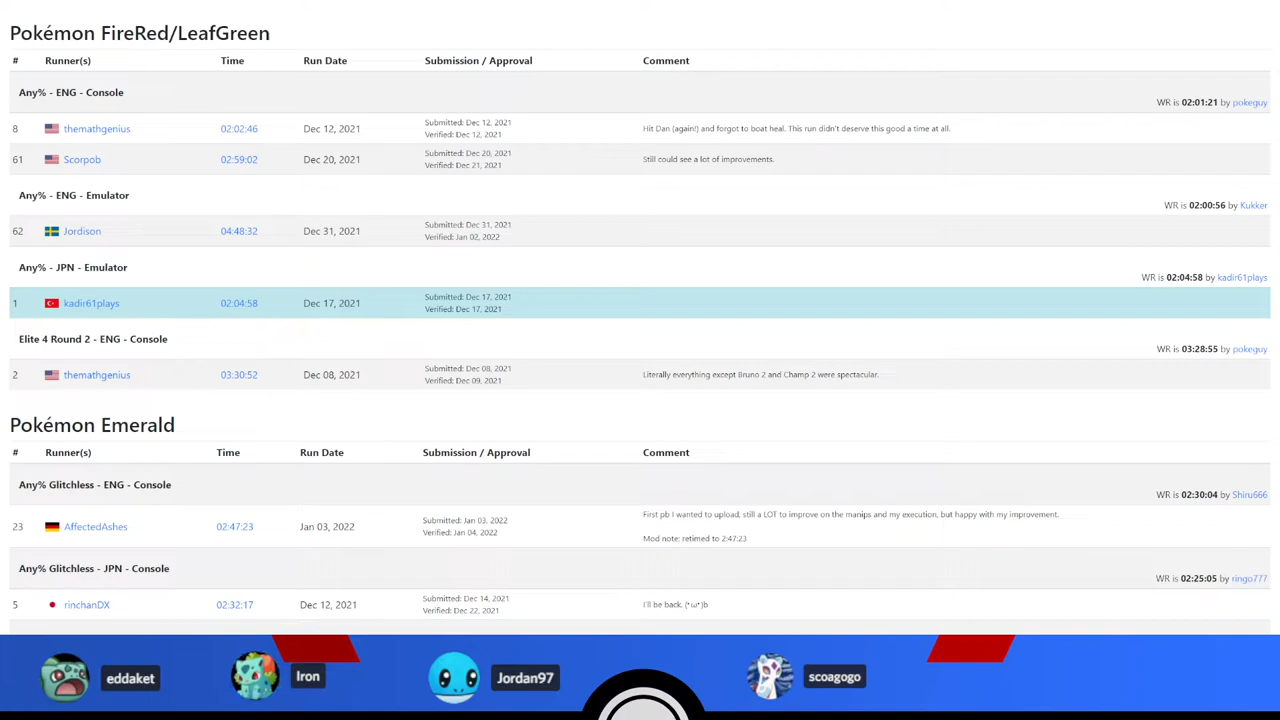 Pokémon FireRed/LeafGreen
# Runner(s) Time Run Date Submission / Approval Comment
Any% - ENG - Console
WR is 02:01:21 by pokeguy
8 themathgenius 02:02:46 Dec 12, 2021 Submitted: Dec 12, 2021 Verified: Dec 12, 2021 Hit Dan (again!) and forgot to boat heal. This run didn't deserve this good a time at all.
61 Scorpob 02:59:02 Dec 20, 2021 Submitted: Dec 20, 2021 Verified: Dec 21, 2021 Still could see a lot of improvements.
Any% - ENG - Emulator
WR is 02:00:56 by Kukker
62 Jordison 04:48:32 Dec 31, 2021 Submitted: Dec 31, 2021 Verified: Jan 02, 2022
Any% - JPN - Emulator
WR is 02:04:58 by kadir61plays
1 kadir61plays 02:04:58 Dec 17, 2021 Submitted: Dec 17, 2021 Verified: Dec 17, 2021
Elite 4 Round 2 - ENG - Console
WR is 03:28:55 by pokeguy
2 themathgenius 03:30:52 Dec 08, 2021 Submitted: Dec 08, 2021 Verified: Dec 09, 2021 Literally everything except Bruno 2 and Champ 2 were spectacular.
Pokémon Emerald
# Runner(s) Time Run Date Submission / Approval Comment
Any% Glitchless - ENG - Console
WR is 02:30:04 by Shiru666
23 AffectedAshes 02:47:23 Jan 03, 2022 Submitted: Jan 03, 2022 Verified: Jan 04, 2022 First pb I wanted to upload, still a LOT to improve on the manips and my execution, but happy with my improvement.
Mod note: retimed to 2:47:23
Any% Glitchless - JPN - Console
WR is 02:25:05 by ringo777
5 rinchanDX 02:32:17 Dec 12, 2021 Submitted: Dec 14, 2021 Verified: Dec 22, 2021 I'll be back. (*'ω'*)b
eddaket Iron Jordan97 scoagogo